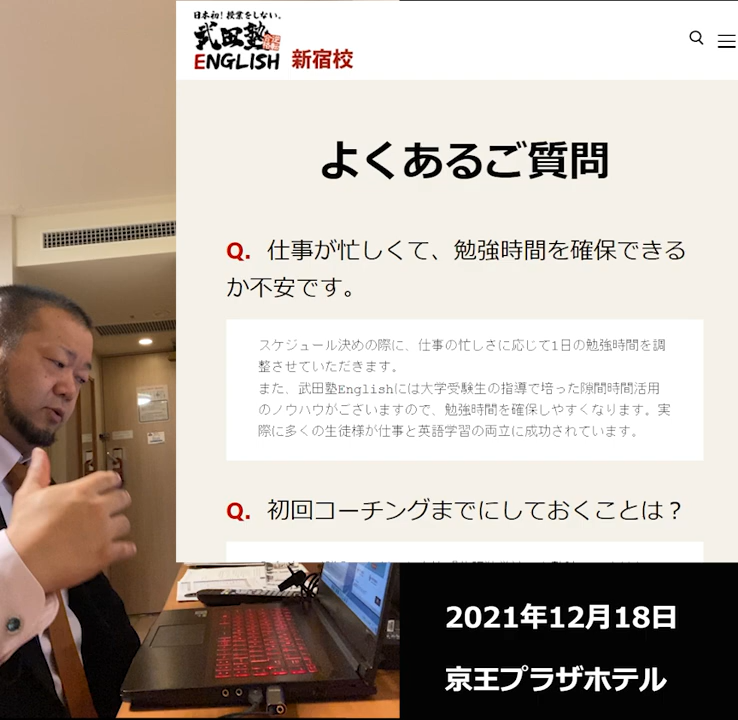 日本初！授業をしない。
武田塾
ENGLISH 新宿校
よくあるご質問
Q. 仕事が忙しくて、勉強時間を確保できる
か不安です。
スケジュール決めの際に、仕事の忙しさに応じて1日の勉強時間を調
整させていただきます。
また、武田塾Englishには大学受験生の指導で培った隙間時間活用
のノウハウがございますので、勉強時間を確保しやすくなります。実
際に多くの生徒様が仕事と英語学習の両立に成功されています。
Q. 初回コーチングまでにしておくことは？
2021年12月18日
京王プラザホテル